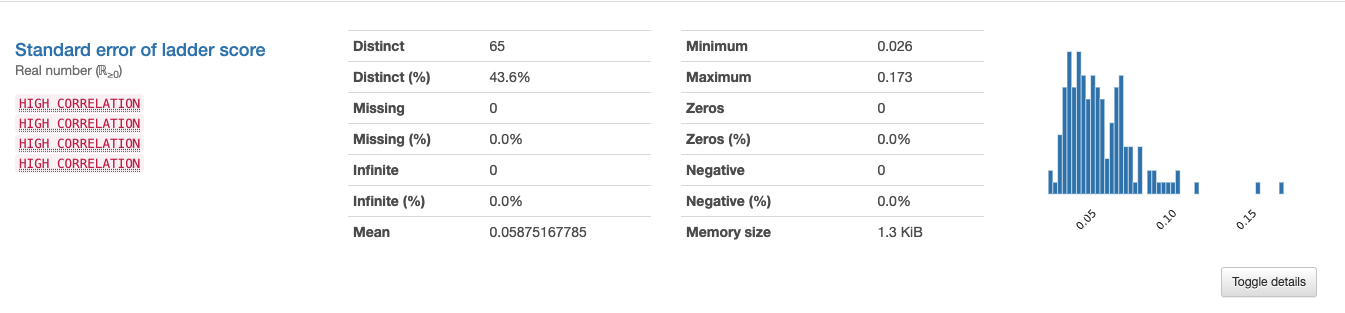 Standard error of ladder score
Real number (ℝ≥0)
HIGH CORRELATION
HIGH CORRELATION
HIGH CORRELATION
HIGH CORRELATION
Distinct 65
Distinct (%) 43.6%
Missing 0
Missing (%) 0.0%
Infinite 0
Infinite (%) 0.0%
Mean 0.05875167785
Minimum 0.026
Maximum 0.173
Zeros 0
Zeros (%) 0.0%
Negative 0
Negative (%) 0.0%
Memory size 1.3 KiB
0.05 0.10 0.15
Toggle details